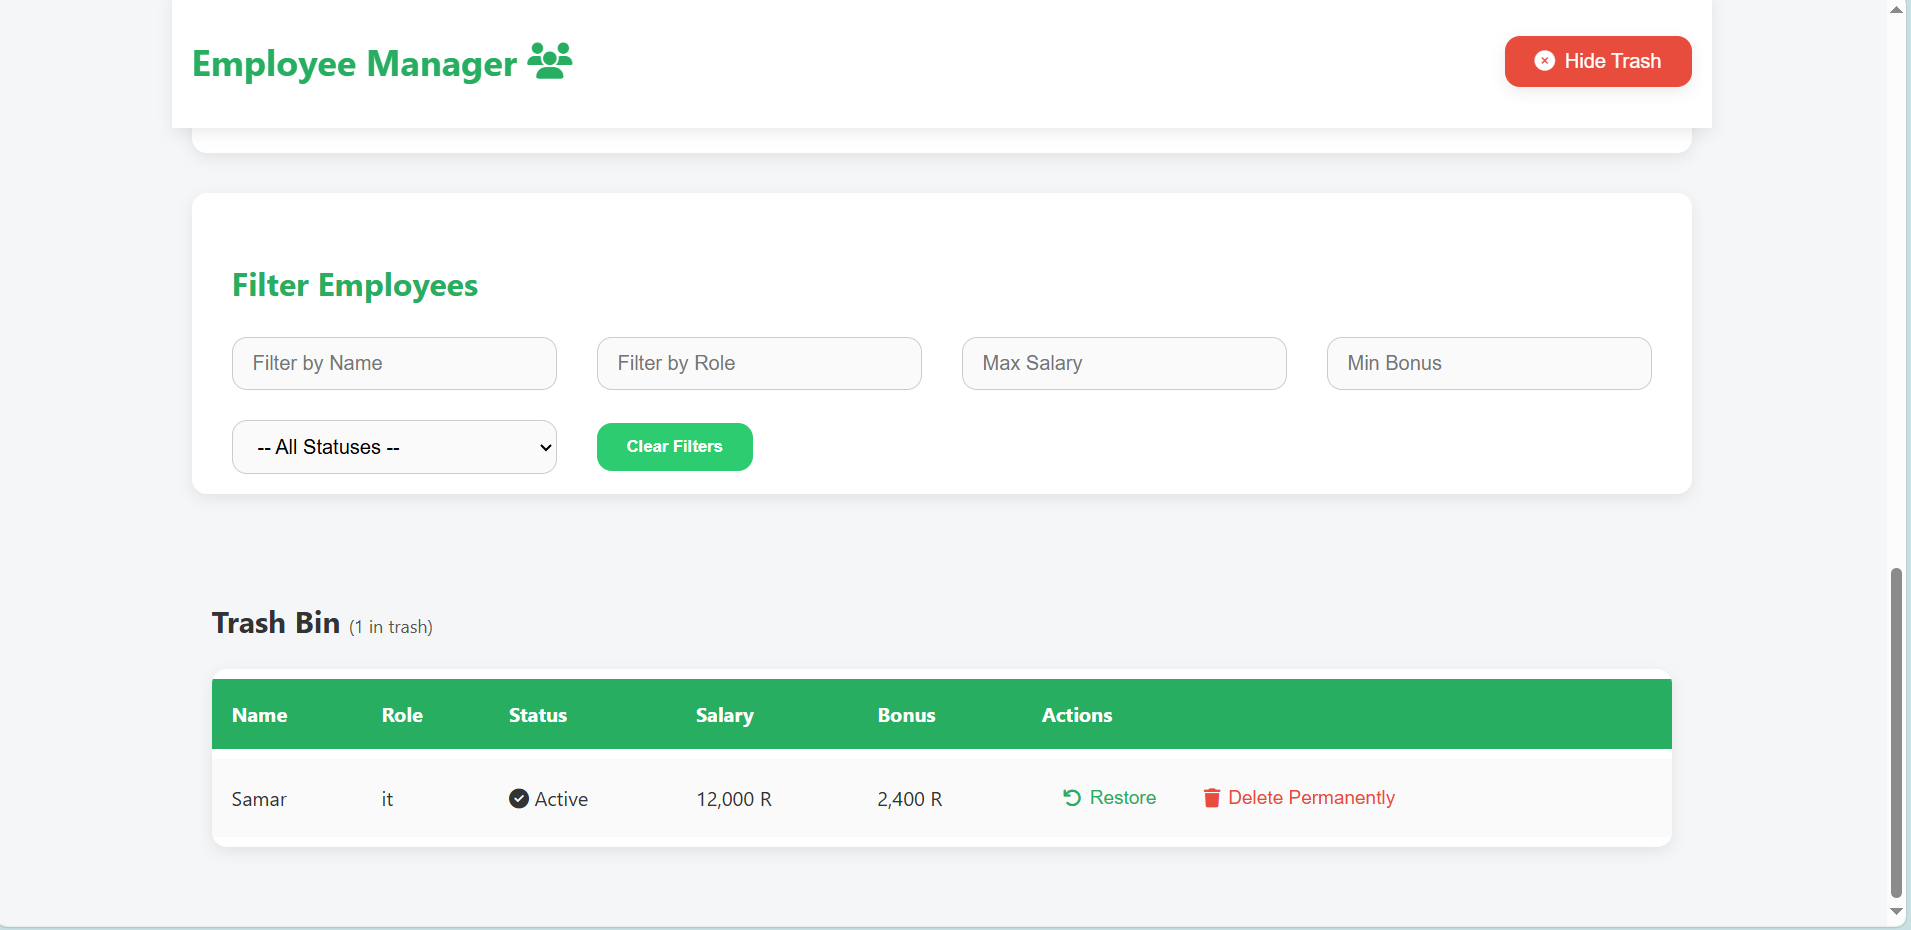 Employee Manager
Hide Trash
Filter Employees
Filter by Name
Filter by Role
Max Salary
Min Bonus
-- All Statuses --
Clear Filters
Trash Bin (1 in trash)
Name Role Status Salary Bonus Actions
Samar it Active 12,000 R 2,400 R Restore Delete Permanently